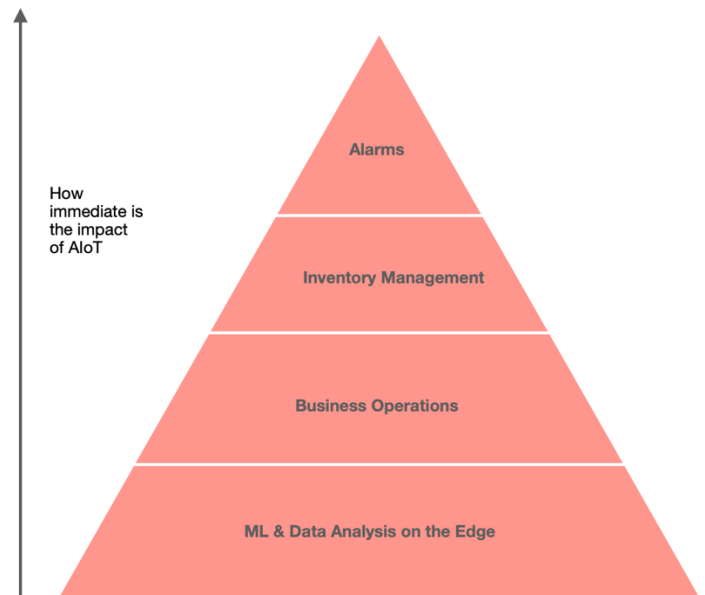 Alarms
How
immediate is
the impact
of AIoT
Inventory Management
Business Operations
ML & Data Analysis on the Edge